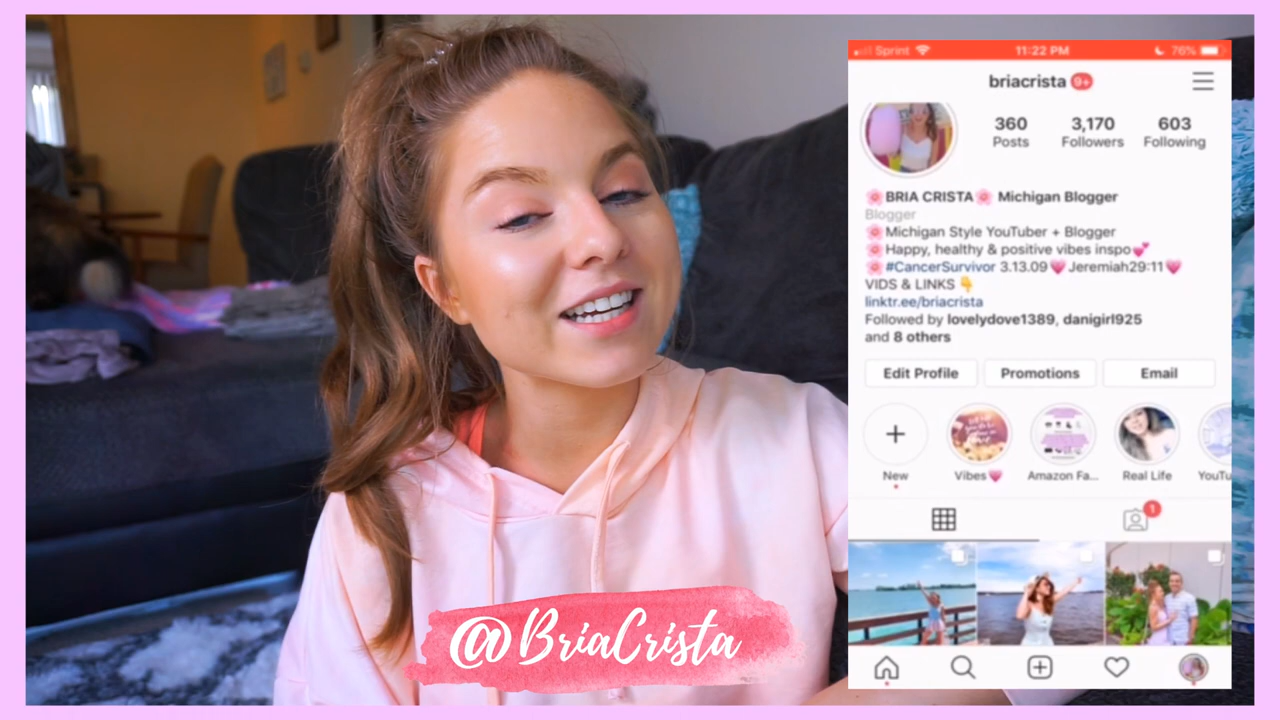 Sprint 11:22 PM 76%
briacrista 9+
360 3,170 603
Posts Followers Following
🌸BRIA CRISTA🌸 Michigan Blogger
Blogger
🌸Michigan Style YouTuber + Blogger
🌸Happy, healthy & positive vibes inspo💕
🌸#CancerSurvivor 3.13.09💗Jeremiah29:11💗
VIDS & LINKS 👇
linktr.ee/briacrista
Followed by lovelydove1389, danigirl925
and 8 others
Edit Profile Promotions Email
New Vibes💗 Amazon Fa... Real Life YouTu
1
@BriaCrista